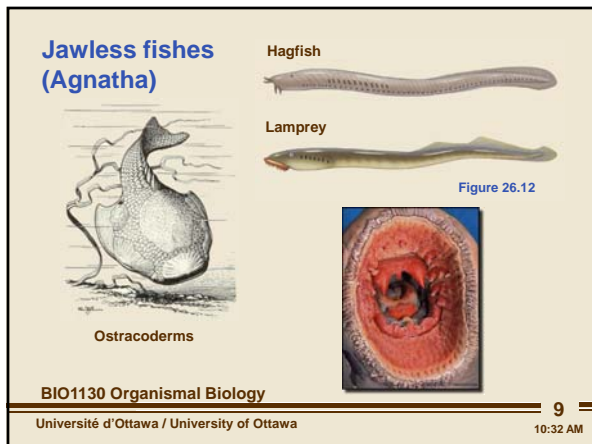 Jawless fishes
(Agnatha)
Hagfish
Lamprey
Figure 26.12
Ostracoderms
BIO1130 Organismal Biology
Université d'Ottawa / University of Ottawa
9
10:32 AM